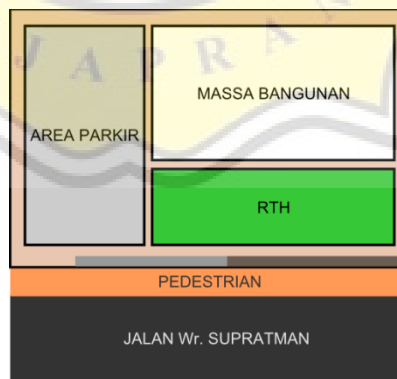 MASSA BANGUNAN
AREA PARKIR
RTH
PEDESTRIAN
JALAN Wr. SUPRATMAN